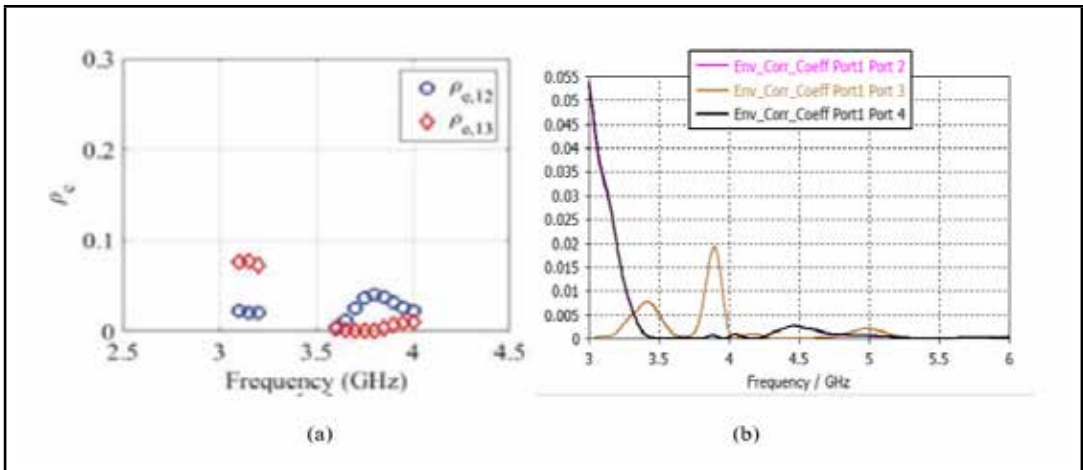 0.3
0.2
0.1
0
ρe
2.5 3 3.5 4 4.5
Frequency (GHz)
ρe,12
ρe,13
(a)
Env_Corr_Coeff Port1 Port 2
Env_Corr_Coeff Port1 Port 3
Env_Corr_Coeff Port1 Port 4
0.055
0.05
0.045
0.04
0.035
0.03
0.025
0.02
0.015
0.01
0.005
0
3 3.5 4 4.5 5 5.5 6
Frequency / GHz
(b)